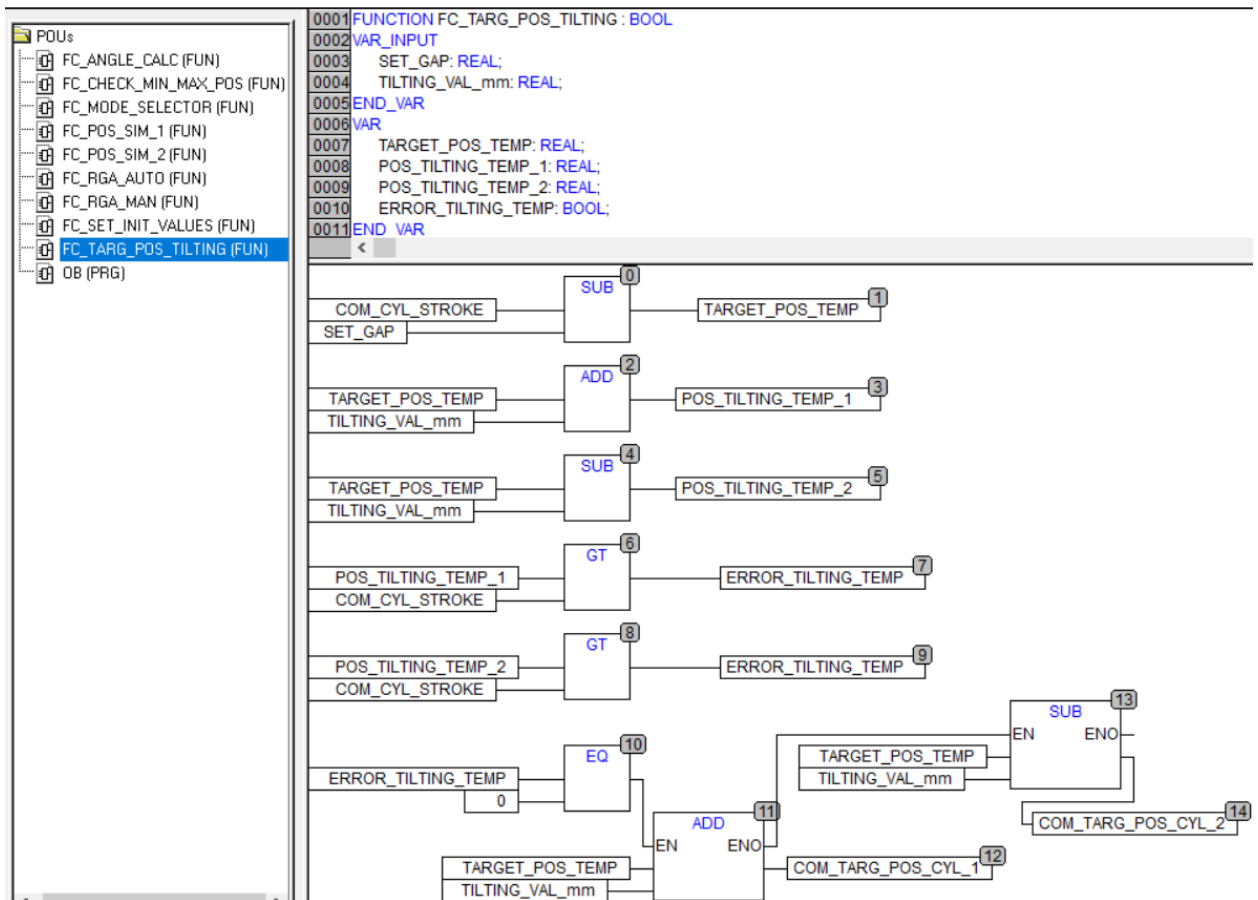 POUs
FC_ANGLE_CALC (FUN)
FC_CHECK_MIN_MAX_POS (FUN)
FC_MODE_SELECTOR (FUN)
FC_POS_SIM_1 (FUN)
FC_POS_SIM_2 (FUN)
FC_RGA_AUTO (FUN)
FC_RGA_MAN (FUN)
FC_SET_INIT_VALUES (FUN)
FC_TARG_POS_TILTING (FUN)
OB (PRG)
0001 FUNCTION FC_TARG_POS_TILTING : BOOL
0002 VAR_INPUT
0003 SET_GAP: REAL;
0004 TILTING_VAL_mm: REAL;
0005 END_VAR
0006 VAR
0007 TARGET_POS_TEMP: REAL;
0008 POS_TILTING_TEMP_1: REAL;
0009 POS_TILTING_TEMP_2: REAL;
0010 ERROR_TILTING_TEMP: BOOL;
0011 END_VAR
SUB 0
COM_CYL_STROKE
SET_GAP
TARGET_POS_TEMP 1
ADD 2
TARGET_POS_TEMP
TILTING_VAL_mm
POS_TILTING_TEMP_1 3
SUB 4
TARGET_POS_TEMP
TILTING_VAL_mm
POS_TILTING_TEMP_2 5
GT 6
POS_TILTING_TEMP_1
COM_CYL_STROKE
ERROR_TILTING_TEMP 7
GT 8
POS_TILTING_TEMP_2
COM_CYL_STROKE
ERROR_TILTING_TEMP 9
EQ 10
ERROR_TILTING_TEMP
0
ADD 11
EN ENO
TARGET_POS_TEMP
TILTING_VAL_mm
COM_TARG_POS_CYL_1 12
SUB 13
EN ENO
TARGET_POS_TEMP
TILTING_VAL_mm
COM_TARG_POS_CYL_2 14